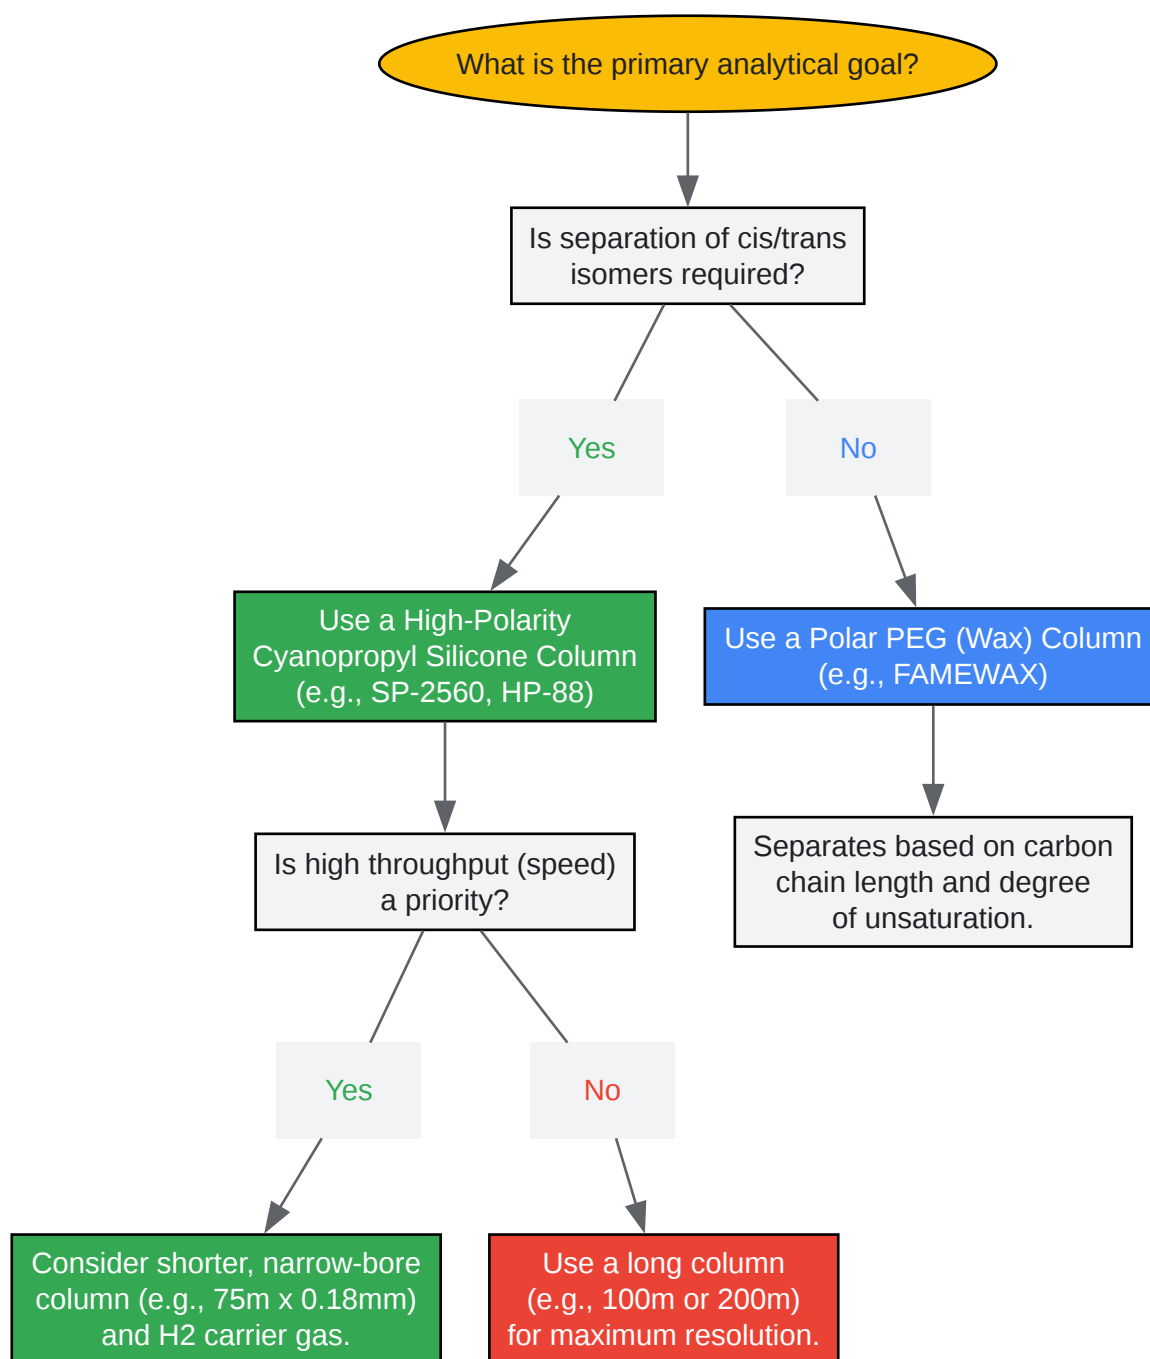 What is the primary analytical goal?
Is separation of cis/trans
isomers required?
Yes
No
Use a High-Polarity
Cyanopropyl Silicone Column
(e.g., SP-2560, HP-88)
Use a Polar PEG (Wax) Column
(e.g., FAMEWAX)
Is high throughput (speed)
a priority?
Separates based on carbon
chain length and degree
of unsaturation.
Yes
No
Consider shorter, narrow-bore
column (e.g., 75m x 0.18mm)
and H2 carrier gas.
Use a long column
(e.g., 100m or 200m)
for maximum resolution.